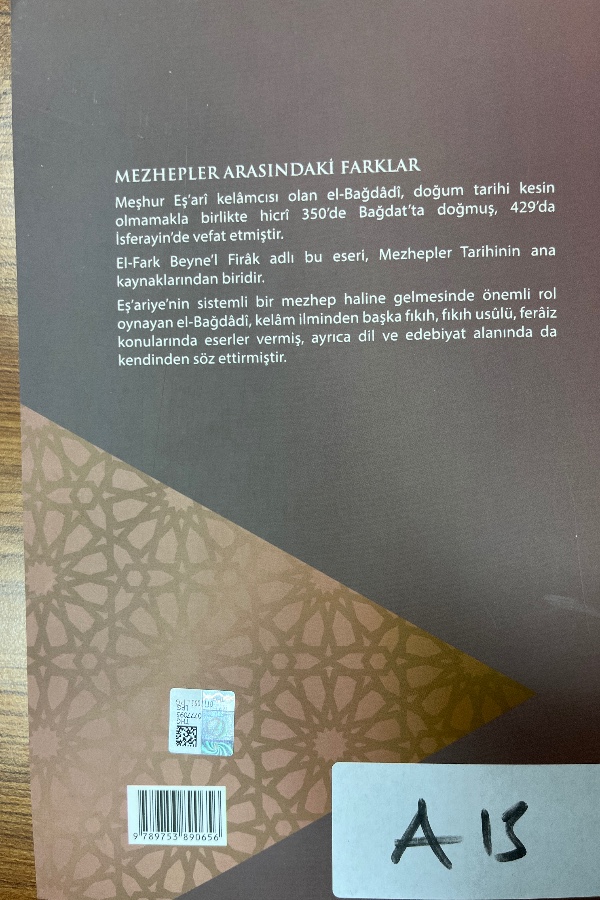 MEZHEPLER ARASINDAKİ FARKLAR
Meşhur Eş'arî kelâmcısı olan el-Bağdâdî, doğum tarihi kesin
olmamakla birlikte hicrî 350'de Bağdat'ta doğmuş, 429'da
İsferayin'de vefat etmiştir.
El-Fark Beyne'l Firâk adlı bu eseri, Mezhepler Tarihinin ana
kaynaklarından biridir.
Eş'ariye'nin sistemli bir mezhep haline gelmesinde önemli rol
oynayan el-Bağdâdî, kelâm ilminden başka fıkıh, fıkıh usûlü, ferâiz
konularında eserler vermiş, ayrıca dil ve edebiyat alanında da
kendinden söz ettirmiştir.
9 789753 890656
A 13